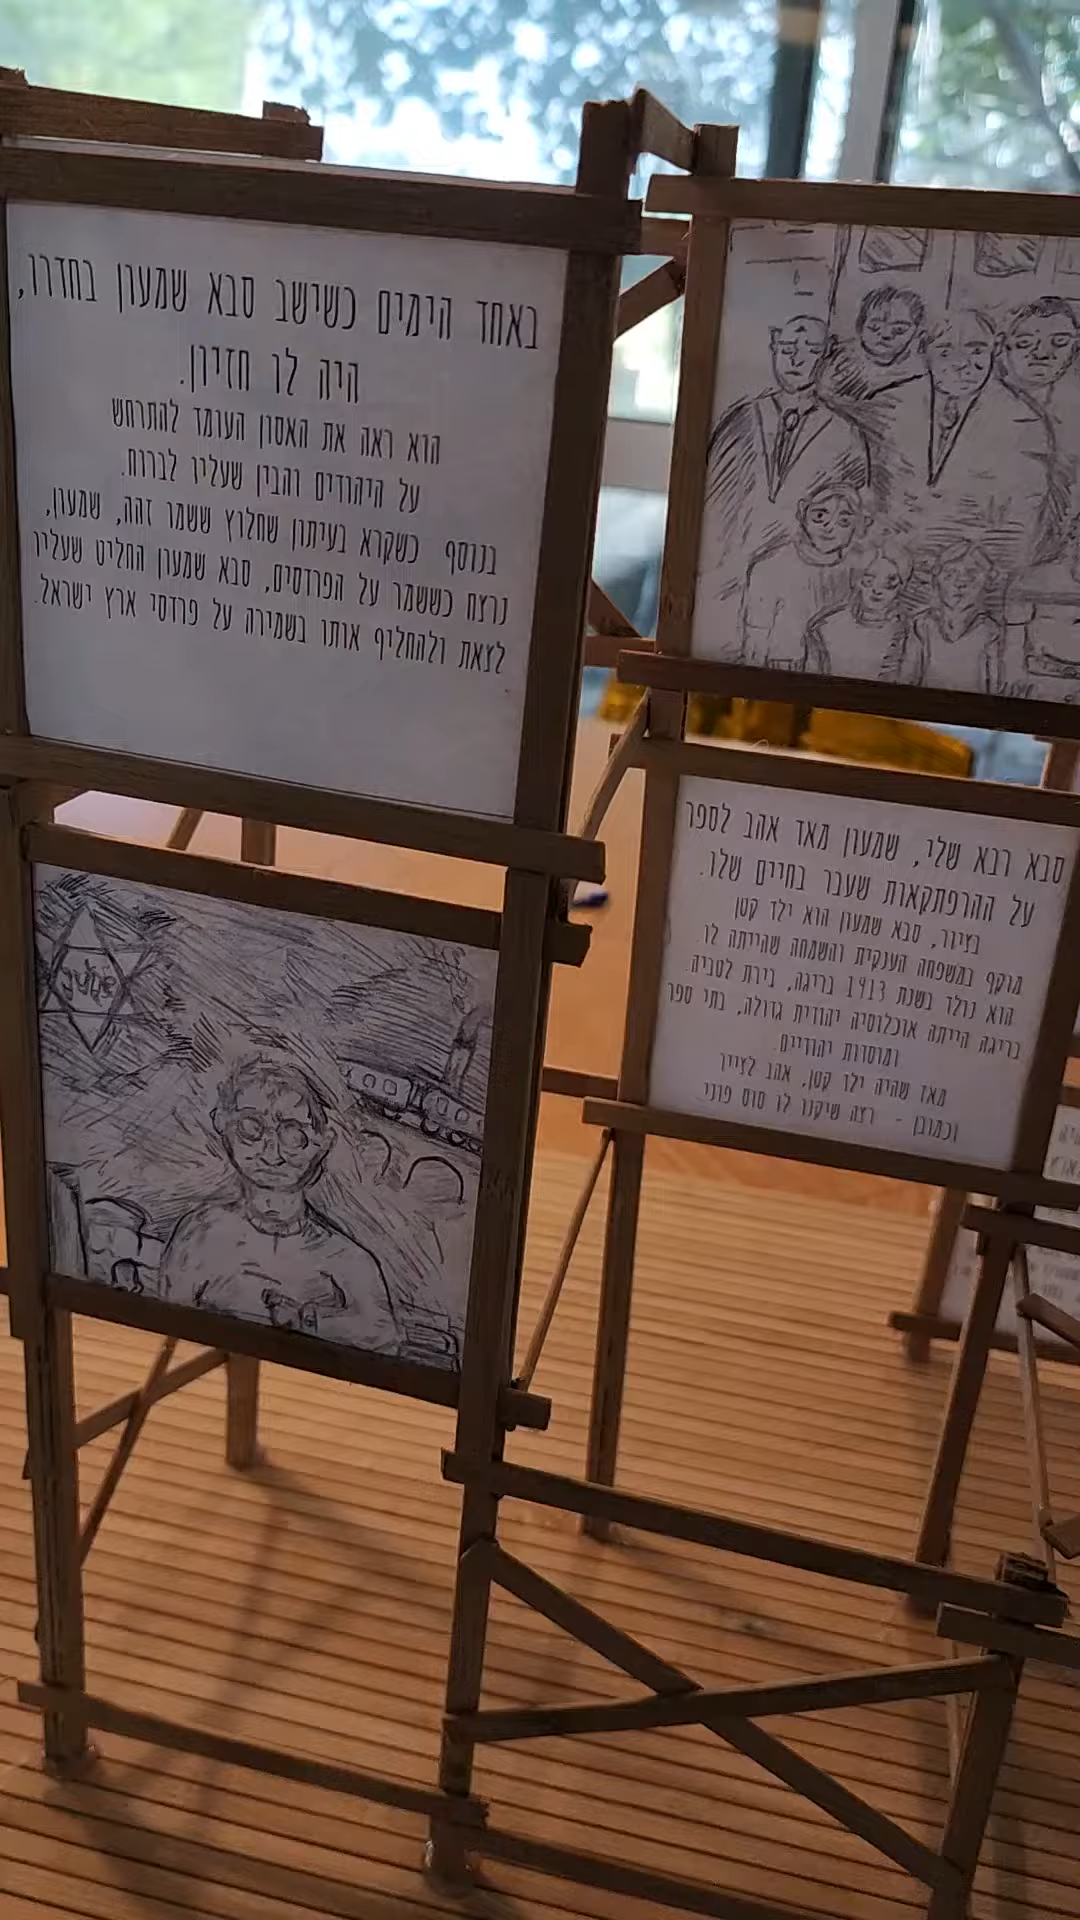 באחד הימים כשישב סבא שמעון בחדרו,
היה לו חזיון.
הוא ראה את האסון העומד להתרחש
על היהודים והבין שעליו לברוח.
בנוסף כשקרא בעיתון שחלוץ ששמר זהה, שמעון,
נרצח כששמר על הפרדסים, סבא שמעון החליט שעליו
לצאת ולהחליף אותו בשמירה על פרדסי ארץ ישראל.
סבא רבא שלי, שמעון מאד אהב לספר
על ההרפתקאות שעבר בחיים שלו.
בציור, סבא שמעון הוא ילד קטן
מוקף במשפחה הענקית והשמחה שהייתה לו.
הוא נולד בשנת 1913 בריגה, בירת לטביה.
בריגה הייתה אוכלוסיה יהודית גדולה, בתי ספר
ומוסדות יהודיים.
מאז שהיה ילד קטן, אהב לצייר
וכמובן - רצה שיקנו לו סוס פוני